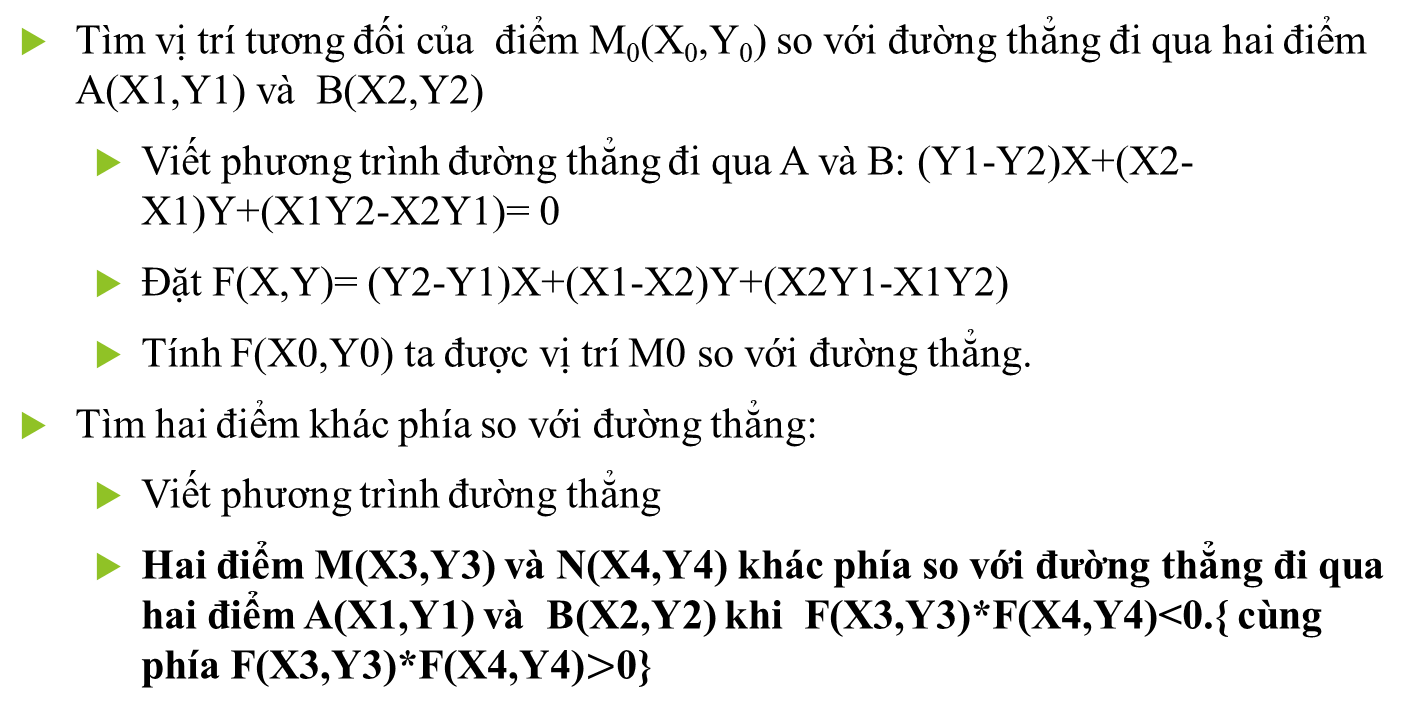 Tìm vị trí tương đối của điểm M₀(X₀,Y₀) so với đường thẳng đi qua hai điểm
A(X1,Y1) và B(X2,Y2)
Viết phương trình đường thẳng đi qua A và B: (Y1-Y2)X+(X2-
X1)Y+(X1Y2-X2Y1)= 0
Đặt F(X,Y)= (Y2-Y1)X+(X1-X2)Y+(X2Y1-X1Y2)
Tính F(X0,Y0) ta được vị trí M0 so với đường thẳng.
Tìm hai điểm khác phía so với đường thẳng:
Viết phương trình đường thẳng
Hai điểm M(X3,Y3) và N(X4,Y4) khác phía so với đường thẳng đi qua
hai điểm A(X1,Y1) và B(X2,Y2) khi F(X3,Y3)*F(X4,Y4)<0.{ cùng
phía F(X3,Y3)*F(X4,Y4)>0}